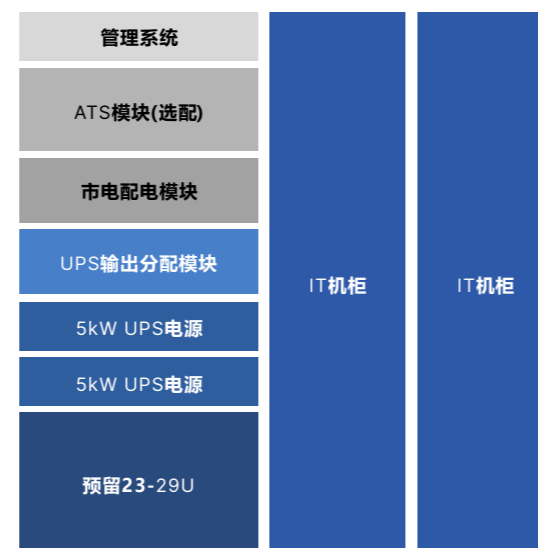 管理系统
ATS模块(选配)
市电配电模块
UPS输出分配模块
5kW UPS电源
5kW UPS电源
预留23-29U
IT机柜
IT机柜